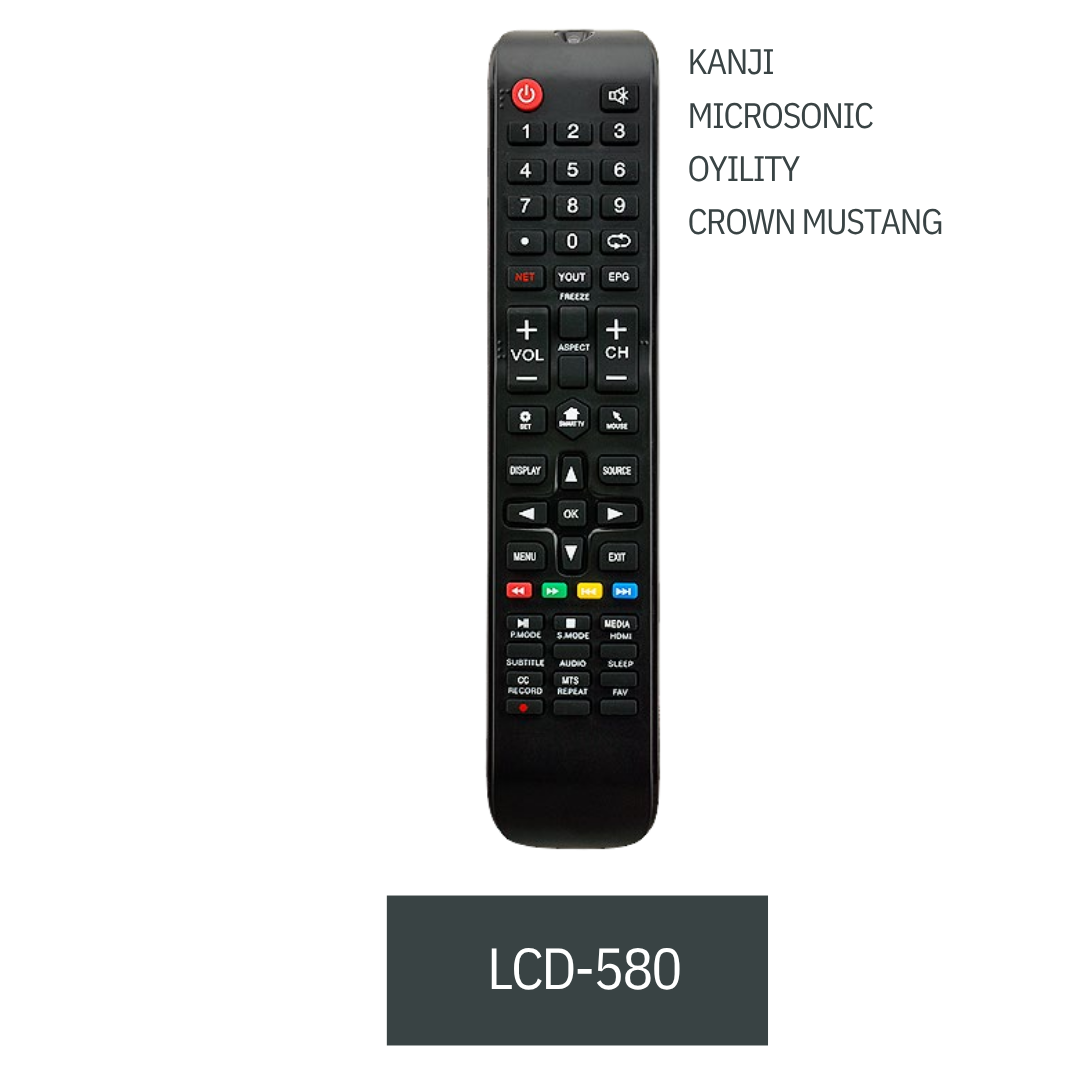 KANJI
MICROSONIC
OYILITY
CROWN MUSTANG
1 2 3
4 5 6
7 8 9
0
NET YOUT EPG
FREEZE
+ +
VOL ASPECT CH
− −
SET SMART TV MOUSE
DISPLAY SOURCE
OK
MENU EXIT
MEDIA
P.MODE S.MODE HDMI
SUBTITLE AUDIO SLEEP
CC MTS
RECORD REPEAT FAV
LCD-580